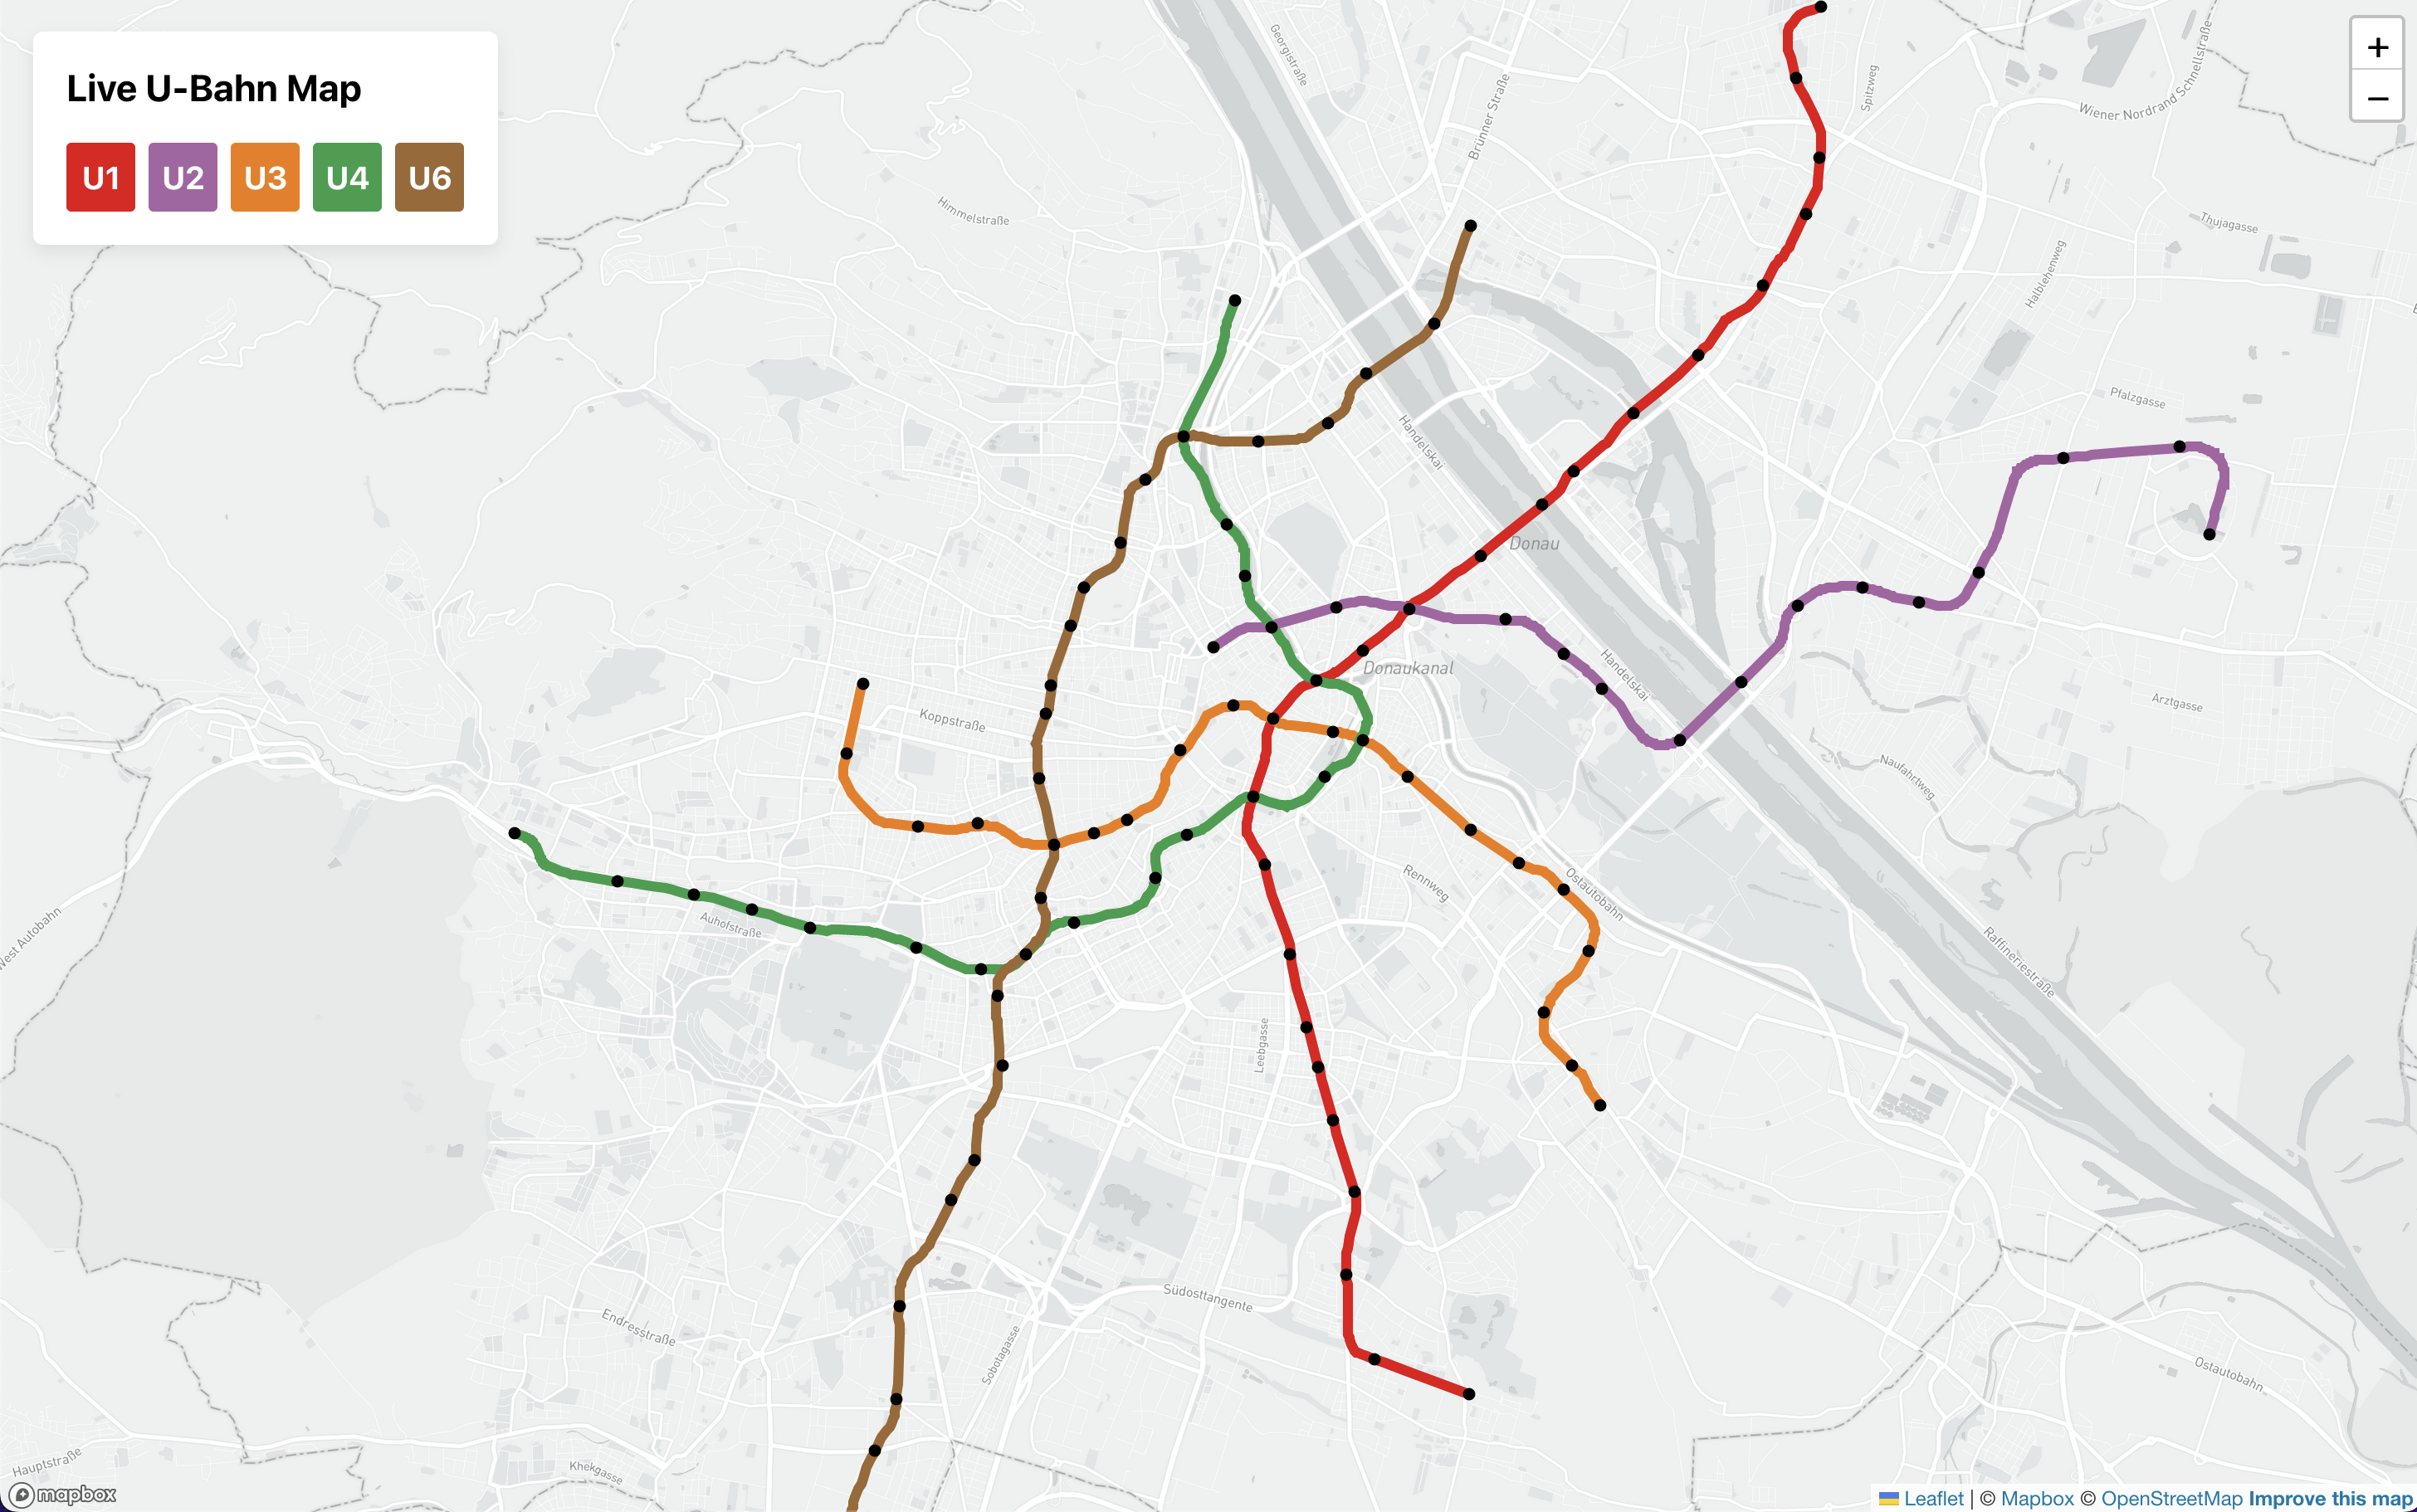 Live U-Bahn Map
U1 U2 U3 U4 U6
+
−
Georgistraße
Brünner Straße
Spitzweg
Wiener Nordrand Schnellstraße
Himmelstraße
Thujagasse
Halblehenweg
Pfalzgasse
Handelskai
Donau
Donaukanal
Handelskai
Koppstraße
Arztgasse
Naufahrtweg
Rennweg
Ostautobahn
Auhofstraße
West Autobahn
Raffineriestraße
Leebgasse
Südosttangente
Endresstraße
Sobotagasse
Ostautobahn
Hauptstraße
Khekgasse
mapbox
Leaflet | © Mapbox © OpenStreetMap Improve this map